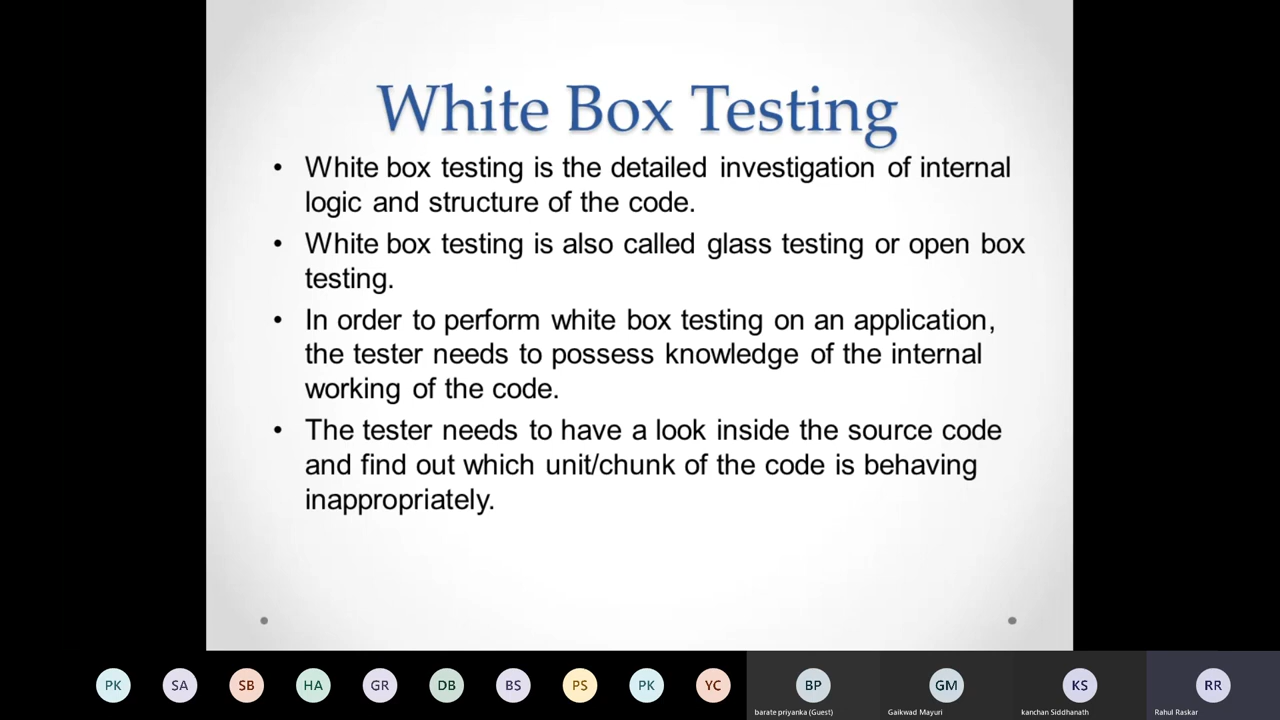 White Box Testing
• White box testing is the detailed investigation of internal
logic and structure of the code.
• White box testing is also called glass testing or open box
testing.
• In order to perform white box testing on an application,
the tester needs to possess knowledge of the internal
working of the code.
• The tester needs to have a look inside the source code
and find out which unit/chunk of the code is behaving
inappropriately.
PK SA SB HA GR DB BS PS PK YC BP GM KS RR
barate priyanka (Guest) Gaikwad Mayuri kanchan Siddhanath Rahul Raskar